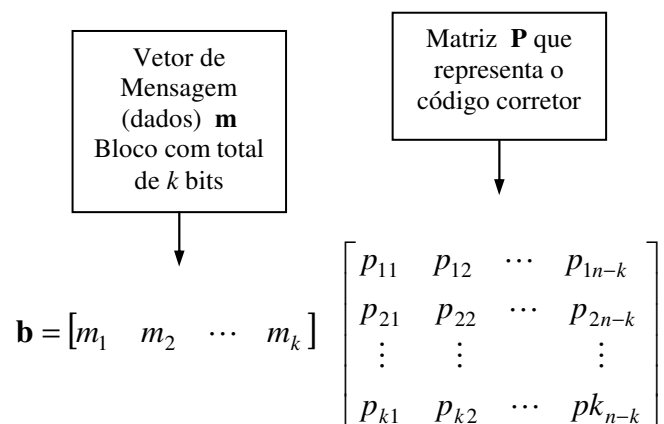 Vetor de
Mensagem
(dados) m
Bloco com total
de k bits
Matriz P que
representa o
código corretor
b = [m₁ m₂ ⋯ mₖ]
p₁₁ p₁₂ ⋯ p₁ₙ₋ₖ
p₂₁ p₂₂ ⋯ p₂ₙ₋ₖ
⋮ ⋮ ⋮
pₖ₁ pₖ₂ ⋯ pkₙ₋ₖ